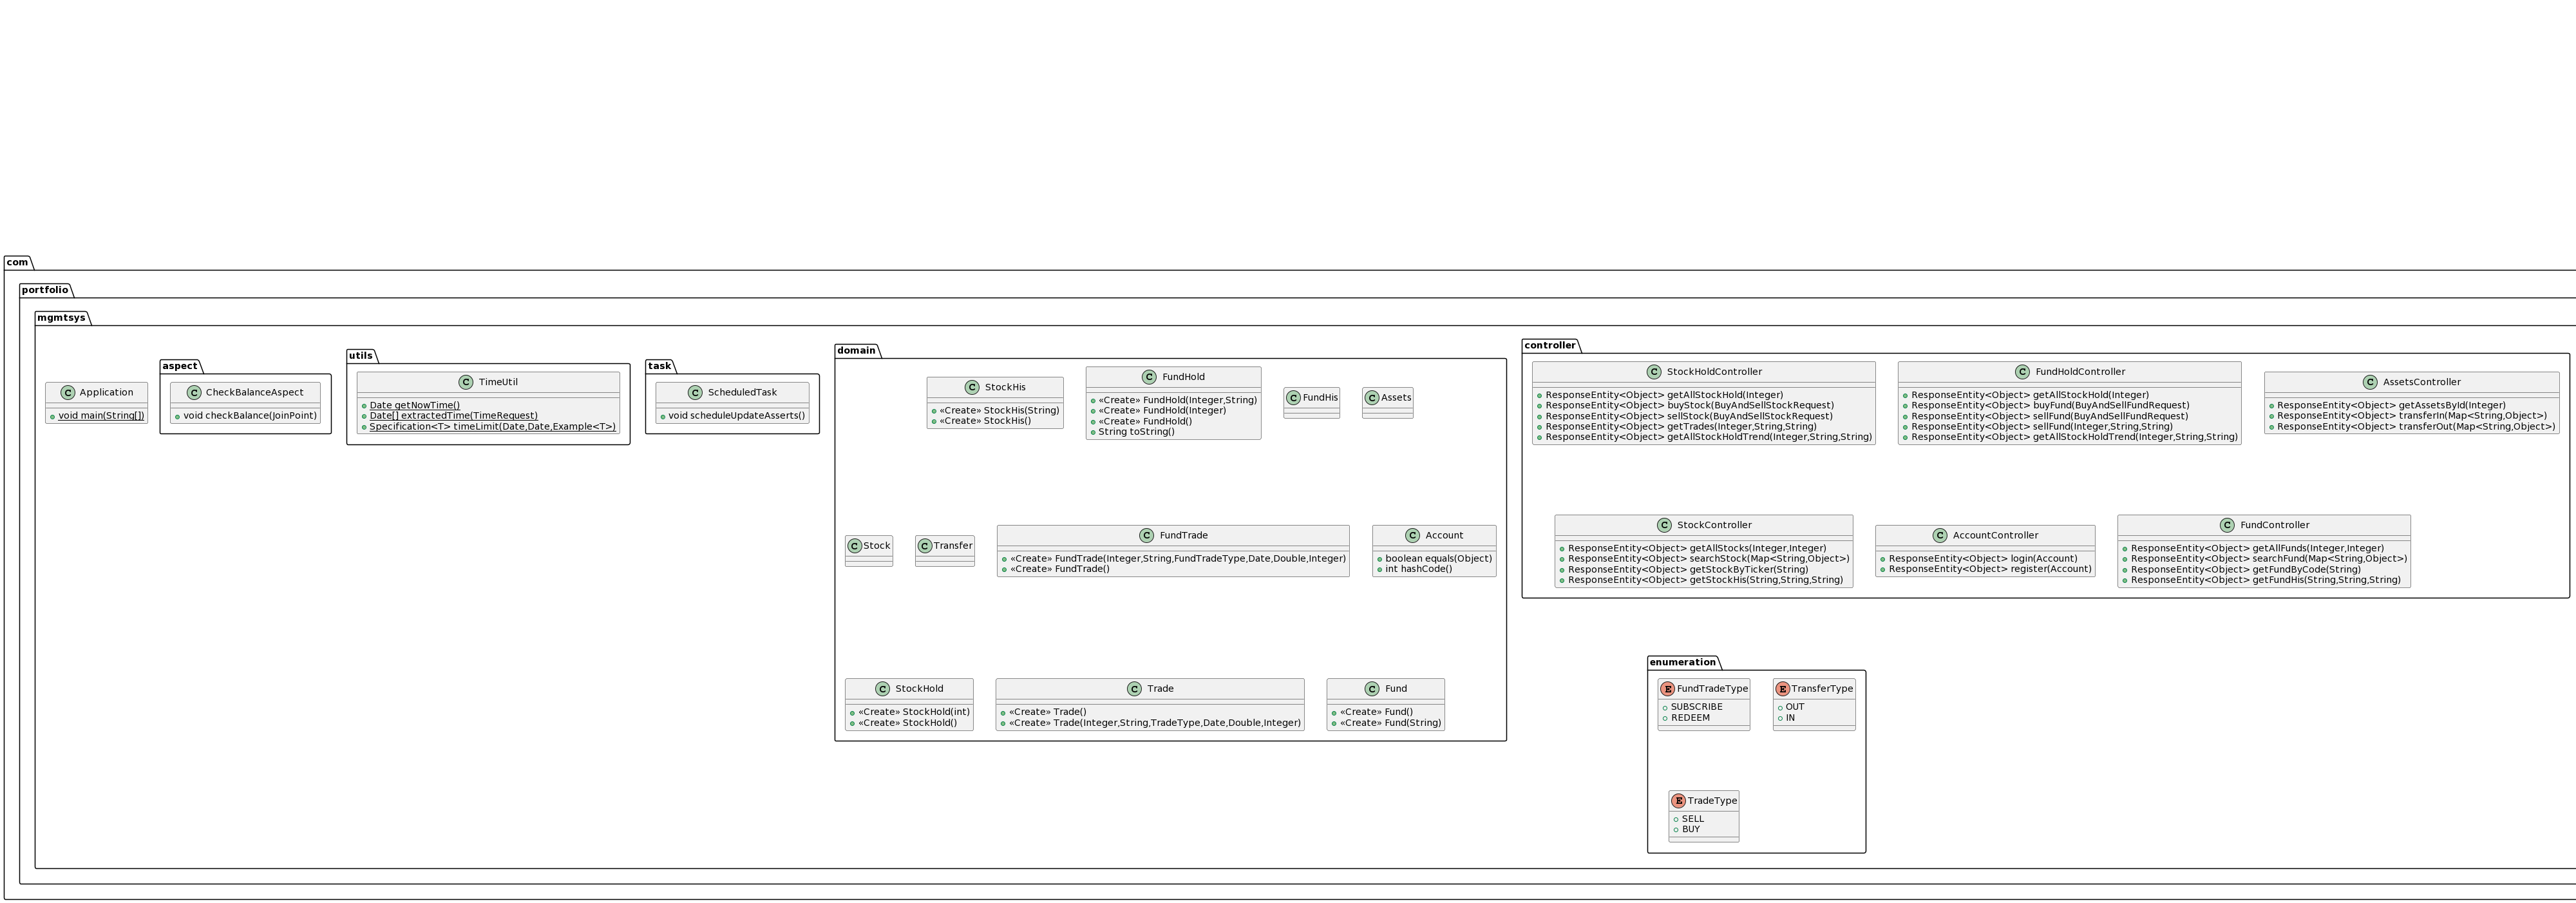 com
portfolio
mgmtsys
C Application
void main(String[])
aspect
C CheckBalanceAspect
void checkBalance(JoinPoint)
utils
C TimeUtil
Date getNowTime()
Date[] extractedTime(TimeRequest)
Specification<T> timeLimit(Date,Date,Example<T>)
task
C ScheduledTask
void scheduleUpdateAsserts()
domain
C StockHis
«Create» StockHis(String)
«Create» StockHis()
C FundHold
«Create» FundHold(Integer,String)
«Create» FundHold(Integer)
«Create» FundHold()
String toString()
C FundHis
C Assets
C Stock
C Transfer
C FundTrade
«Create» FundTrade(Integer,String,FundTradeType,Date,Double,Integer)
«Create» FundTrade()
C Account
boolean equals(Object)
int hashCode()
C StockHold
«Create» StockHold(int)
«Create» StockHold()
C Trade
«Create» Trade()
«Create» Trade(Integer,String,TradeType,Date,Double,Integer)
C Fund
«Create» Fund()
«Create» Fund(String)
controller
C StockHoldController
ResponseEntity<Object> getAllStockHold(Integer)
ResponseEntity<Object> buyStock(BuyAndSellStockRequest)
ResponseEntity<Object> sellStock(BuyAndSellStockRequest)
ResponseEntity<Object> getTrades(Integer,String,String)
ResponseEntity<Object> getAllStockHoldTrend(Integer,String,String)
C FundHoldController
ResponseEntity<Object> getAllStockHold(Integer)
ResponseEntity<Object> buyFund(BuyAndSellFundRequest)
ResponseEntity<Object> sellFund(BuyAndSellFundRequest)
ResponseEntity<Object> sellFund(Integer,String,String)
ResponseEntity<Object> getAllStockHoldTrend(Integer,String,String)
C AssetsController
ResponseEntity<Object> getAssetsById(Integer)
ResponseEntity<Object> transferIn(Map<String,Object>)
ResponseEntity<Object> transferOut(Map<String,Object>)
C StockController
ResponseEntity<Object> getAllStocks(Integer,Integer)
ResponseEntity<Object> searchStock(Map<String,Object>)
ResponseEntity<Object> getStockByTicker(String)
ResponseEntity<Object> getStockHis(String,String,String)
C AccountController
ResponseEntity<Object> login(Account)
ResponseEntity<Object> register(Account)
C FundController
ResponseEntity<Object> getAllFunds(Integer,Integer)
ResponseEntity<Object> searchFund(Map<String,Object>)
ResponseEntity<Object> getFundByCode(String)
ResponseEntity<Object> getFundHis(String,String,String)
enumeration
E FundTradeType
SUBSCRIBE
REDEEM
E TransferType
OUT
IN
E TradeType
SELL
BUY